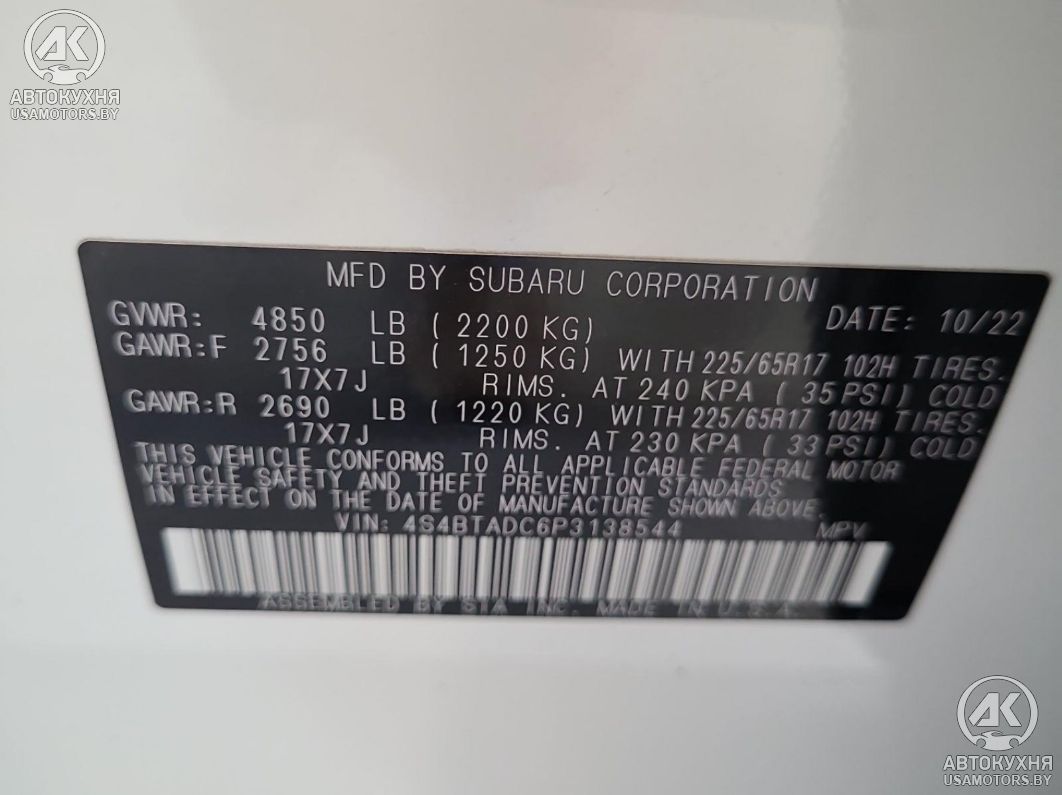 AK
АВТОКУХНЯ
USAMOTORS.BY
MFD BY SUBARU CORPORATION
GVWR: 4850 LB ( 2200 KG) DATE: 10/22
GAWR:F 2756 LB ( 1250 KG) WITH 225/65R17 102H TIRES.
17X7J RIMS. AT 240 KPA ( 35 PSI) COLD
GAWR:R 2690 LB ( 1220 KG) WITH 225/65R17 102H TIRES.
17X7J RIMS. AT 230 KPA ( 33 PSI) COLD
THIS VEHICLE CONFORMS TO ALL APPLICABLE FEDERAL MOTOR
VEHICLE SAFETY AND THEFT PREVENTION STANDARDS
IN EFFECT ON THE DATE OF MANUFACTURE SHOWN ABOVE.
VIN: 4S4BTADC6P3138544 MPV
ASSEMBLED BY SIA INC. MADE IN U.S.A.
AK
АВТОКУХНЯ
USAMOTORS.BY